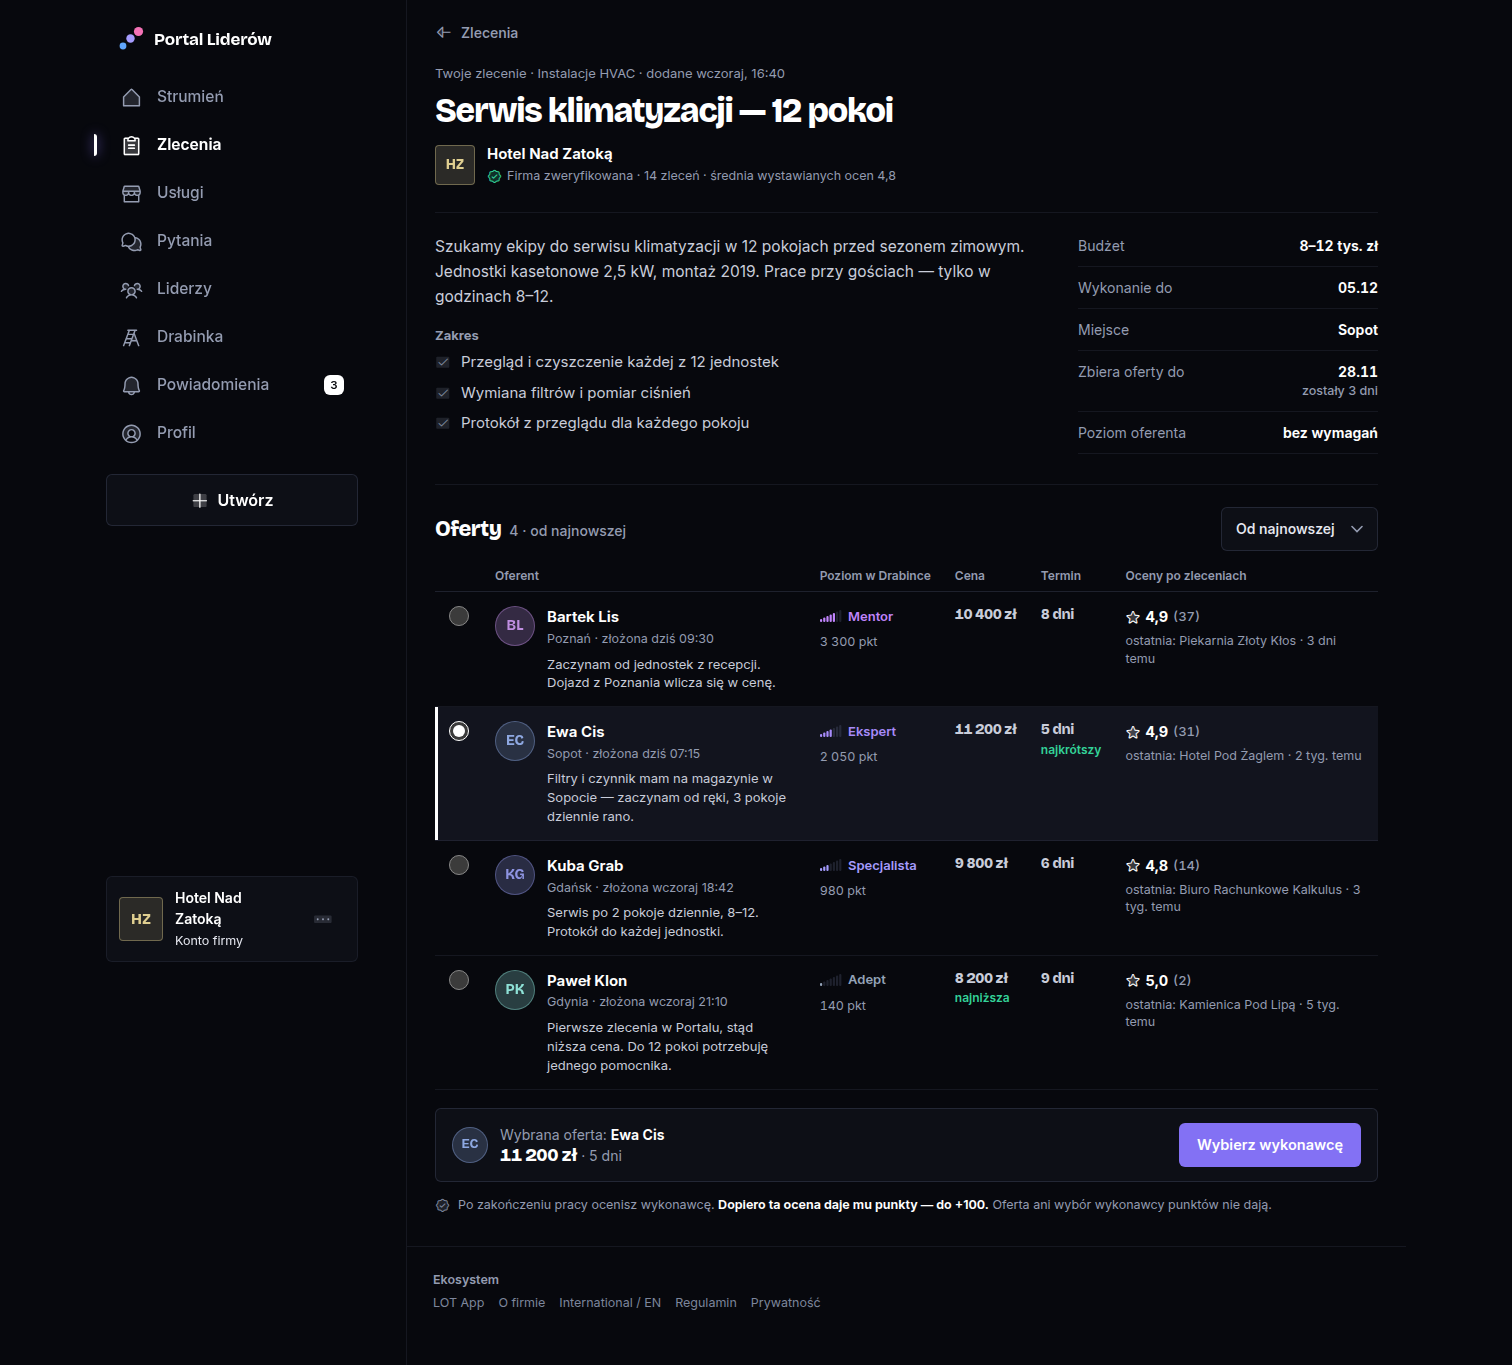 Portal Liderów
Strumień
Zlecenia
Usługi
Pytania
Liderzy
Drabinka
Powiadomienia 3
Profil
Utwórz
HZ
Hotel Nad
Zatoką
Konto firmy
Zlecenia
Twoje zlecenie · Instalacje HVAC · dodane wczoraj, 16:40
Serwis klimatyzacji — 12 pokoi
HZ
Hotel Nad Zatoką
Firma zweryfikowana · 14 zleceń · średnia wystawianych ocen 4,8
Szukamy ekipy do serwisu klimatyzacji w 12 pokojach przed sezonem zimowym.
Jednostki kasetonowe 2,5 kW, montaż 2019. Prace przy gościach — tylko w
godzinach 8–12.
Zakres
Przegląd i czyszczenie każdej z 12 jednostek
Wymiana filtrów i pomiar ciśnień
Protokół z przeglądu dla każdego pokoju
Budżet 8–12 tys. zł
Wykonanie do 05.12
Miejsce Sopot
Zbiera oferty do 28.11
zostały 3 dni
Poziom oferenta bez wymagań
Oferty 4 · od najnowszej
Od najnowszej
Oferent Poziom w Drabince Cena Termin Oceny po zleceniach
BL
Bartek Lis
Poznań · złożona dziś 09:30
Zaczynam od jednostek z recepcji.
Dojazd z Poznania wlicza się w cenę.
Mentor
3 300 pkt
10 400 zł
8 dni
4,9 (37)
ostatnia: Piekarnia Złoty Kłos · 3 dni
temu
EC
Ewa Cis
Sopot · złożona dziś 07:15
Filtry i czynnik mam na magazynie w
Sopocie — zaczynam od ręki, 3 pokoje
dziennie rano.
Ekspert
2 050 pkt
11 200 zł
5 dni
najkrótszy
4,9 (31)
ostatnia: Hotel Pod Żaglem · 2 tyg. temu
KG
Kuba Grab
Gdańsk · złożona wczoraj 18:42
Serwis po 2 pokoje dziennie, 8–12.
Protokół do każdej jednostki.
Specjalista
980 pkt
9 800 zł
6 dni
4,8 (14)
ostatnia: Biuro Rachunkowe Kalkulus · 3
tyg. temu
PK
Paweł Klon
Gdynia · złożona wczoraj 21:10
Pierwsze zlecenia w Portalu, stąd
niższa cena. Do 12 pokoi potrzebuję
jednego pomocnika.
Adept
140 pkt
8 200 zł
najniższa
9 dni
5,0 (2)
ostatnia: Kamienica Pod Lipą · 5 tyg.
temu
EC
Wybrana oferta: Ewa Cis
11 200 zł · 5 dni
Wybierz wykonawcę
Po zakończeniu pracy ocenisz wykonawcę. Dopiero ta ocena daje mu punkty — do +100. Oferta ani wybór wykonawcy punktów nie dają.
Ekosystem
LOT App O firmie International / EN Regulamin Prywatność